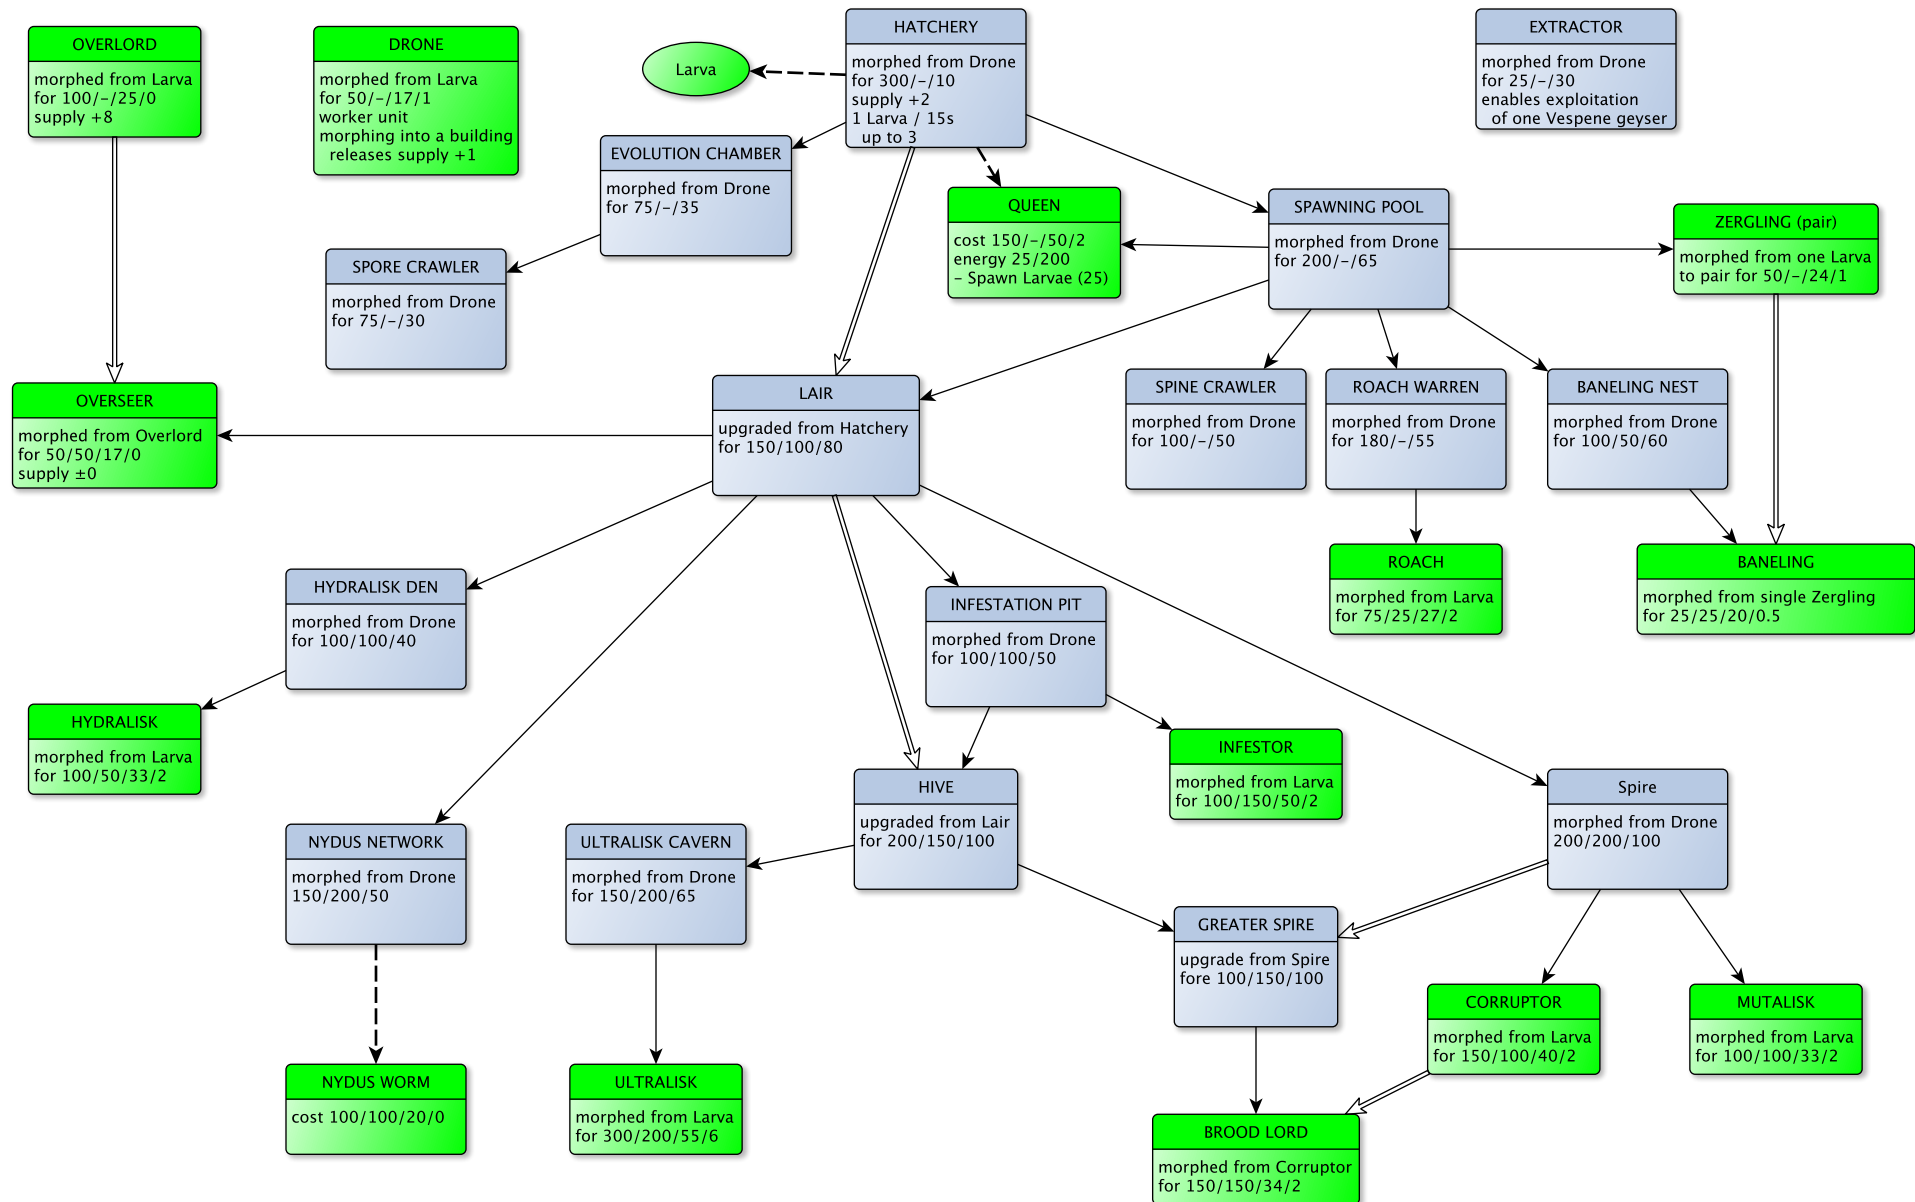 OVERLORD
morphed from Larva
for 100/-/25/0
supply +8
DRONE
morphed from Larva
for 50/-/17/1
worker unit
morphing into a building
releases supply +1
Larva
HATCHERY
morphed from Drone
for 300/-/10
supply +2
1 Larva / 15s
up to 3
EXTRACTOR
morphed from Drone
for 25/-/30
enables exploitation
of one Vespene geyser
EVOLUTION CHAMBER
morphed from Drone
for 75/-/35
QUEEN
cost 150/-/50/2
energy 25/200
- Spawn Larvae (25)
SPAWNING POOL
morphed from Drone
for 200/-/65
ZERGLING (pair)
morphed from one Larva
to pair for 50/-/24/1
SPORE CRAWLER
morphed from Drone
for 75/-/30
OVERSEER
morphed from Overlord
for 50/50/17/0
supply ±0
LAIR
upgraded from Hatchery
for 150/100/80
SPINE CRAWLER
morphed from Drone
for 100/-/50
ROACH WARREN
morphed from Drone
for 180/-/55
BANELING NEST
morphed from Drone
for 100/50/60
HYDRALISK DEN
morphed from Drone
for 100/100/40
INFESTATION PIT
morphed from Drone
for 100/100/50
ROACH
morphed from Larva
for 75/25/27/2
BANELING
morphed from single Zergling
for 25/25/20/0.5
HYDRALISK
morphed from Larva
for 100/50/33/2
INFESTOR
morphed from Larva
for 100/150/50/2
HIVE
upgraded from Lair
for 200/150/100
Spire
morphed from Drone
200/200/100
NYDUS NETWORK
morphed from Drone
150/200/50
ULTRALISK CAVERN
morphed from Drone
for 150/200/65
GREATER SPIRE
upgrade from Spire
fore 100/150/100
CORRUPTOR
morphed from Larva
for 150/100/40/2
MUTALISK
morphed from Larva
for 100/100/33/2
NYDUS WORM
cost 100/100/20/0
ULTRALISK
morphed from Larva
for 300/200/55/6
BROOD LORD
morphed from Corruptor
for 150/150/34/2